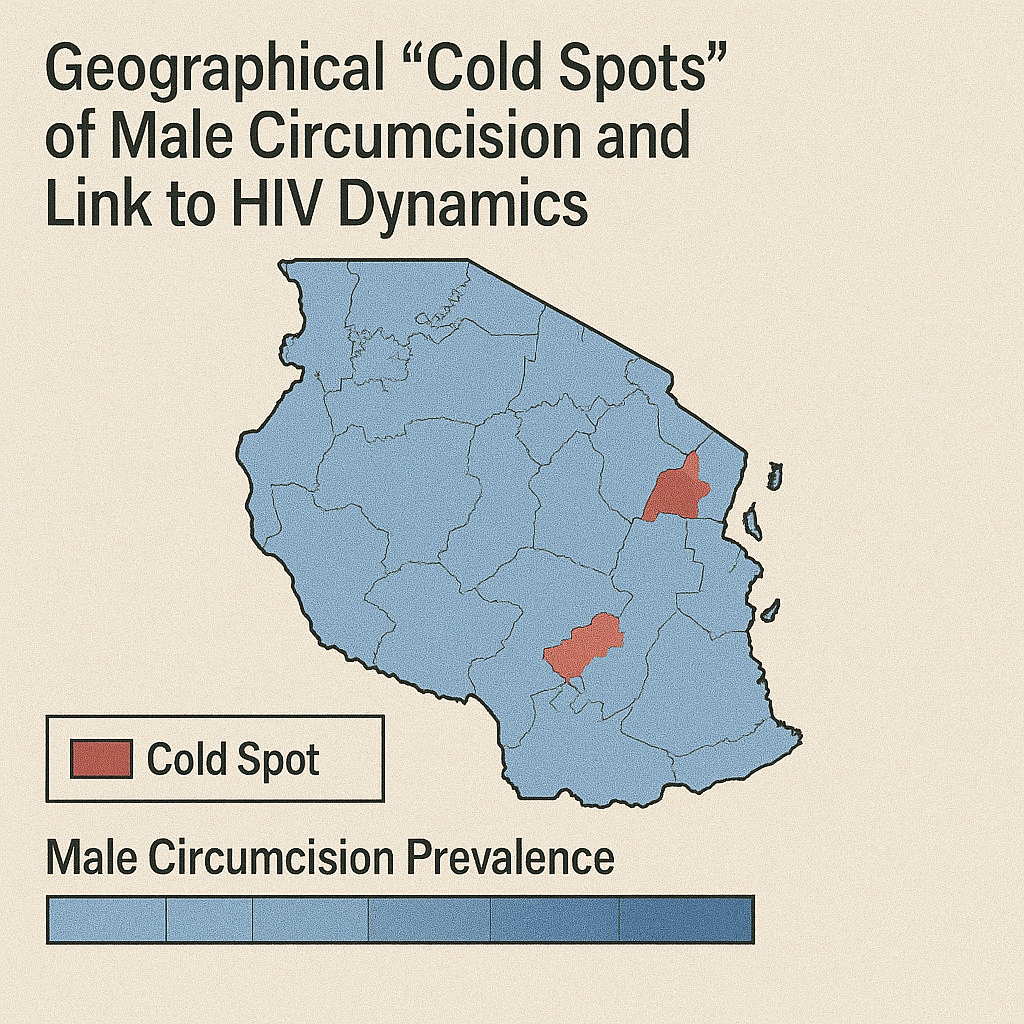 Geographical “Cold Spots”
of Male Circumcision and
Link to HIV Dynamics
Cold Spot
Male Circumcision Prevalence